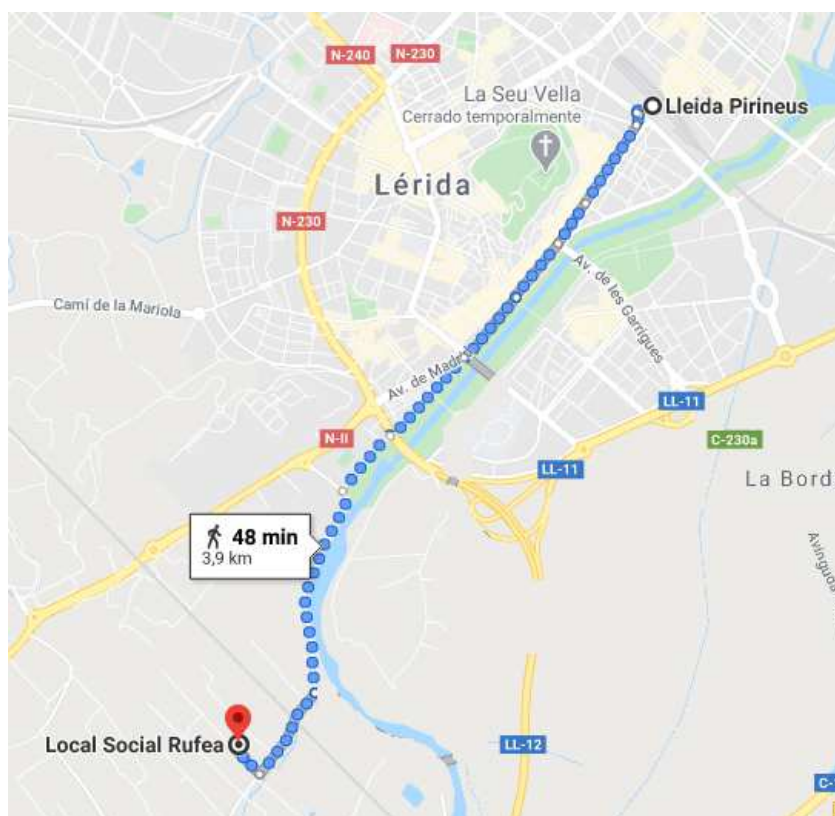 N-240
N-230
La Seu Vella
Cerrado temporalmente
Lleida Pirineus
Lérida
N-230
Av. de les Garrigues
Camí de la Mariola
Av. de Madrid
LL-11
N-II
C-230a
LL-11
La Bord
48 min
3,9 km
Avinguda
Local Social Rufea
LL-12
C-